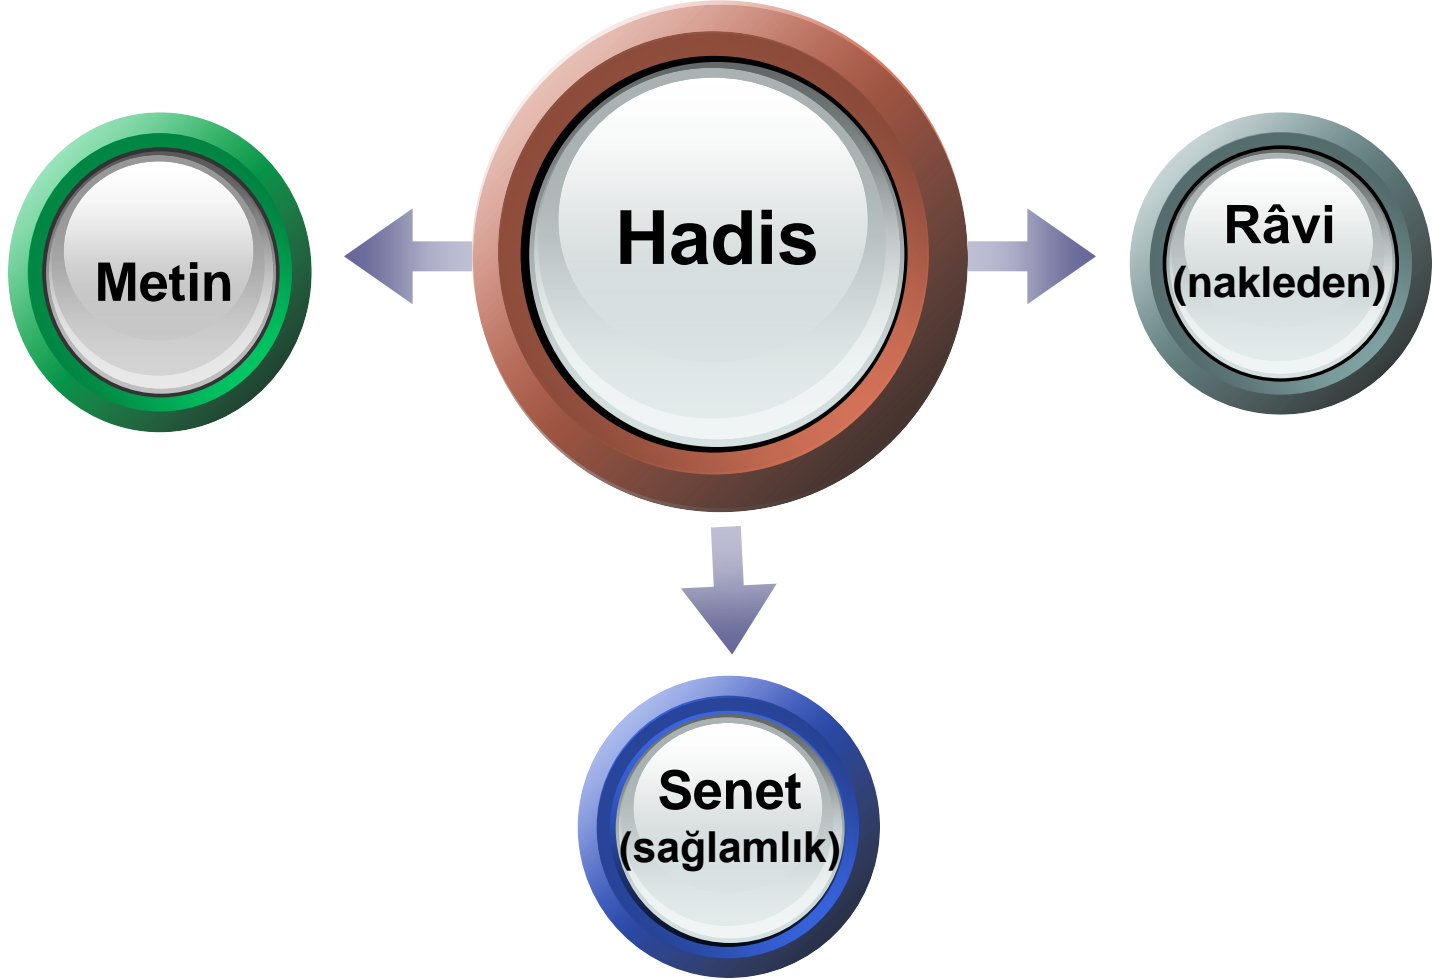 Hadis
Metin
Râvi
(nakleden)
Senet
(sağlamlık)